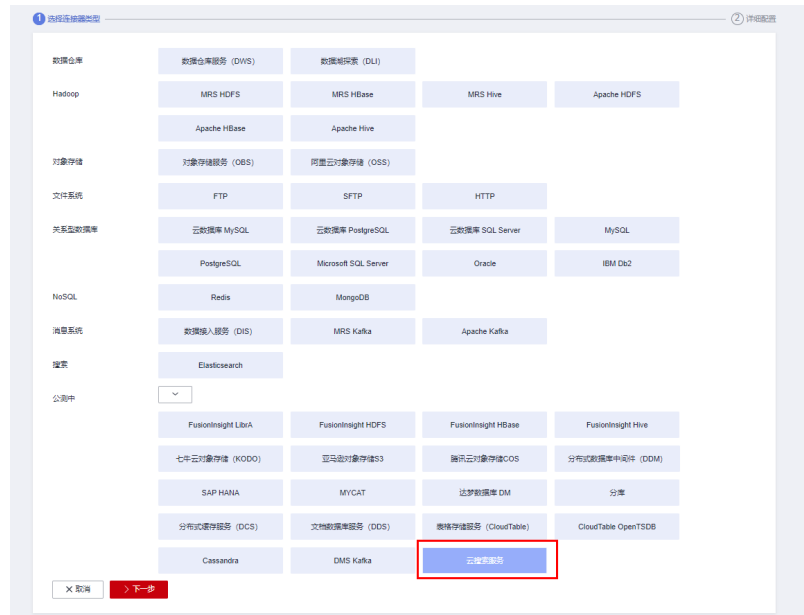 1 选择连接器类型
2 详细配置
数据仓库 数据仓库服务（DWS） 数据湖探索（DLI）
Hadoop MRS HDFS MRS HBase MRS Hive Apache HDFS
Apache HBase Apache Hive
对象存储 对象存储服务（OBS） 阿里云对象存储（OSS）
文件系统 FTP SFTP HTTP
关系型数据库 云数据库 MySQL 云数据库 PostgreSQL 云数据库 SQL Server MySQL
PostgreSQL Microsoft SQL Server Oracle IBM Db2
NoSQL Redis MongoDB
消息系统 数据接入服务（DIS） MRS Kafka Apache Kafka
搜索 Elasticsearch
公测中
FusionInsight LibrA FusionInsight HDFS FusionInsight HBase FusionInsight Hive
七牛云对象存储（KODO） 亚马逊对象存储S3 腾讯云对象存储COS 分布式数据库中间件（DDM）
SAP HANA MYCAT 达梦数据库 DM 分库
分布式缓存服务（DCS） 文档数据库服务（DDS） 表格存储服务（CloudTable） CloudTable OpenTSDB
Cassandra DMS Kafka 云搜索服务
取消 下一步